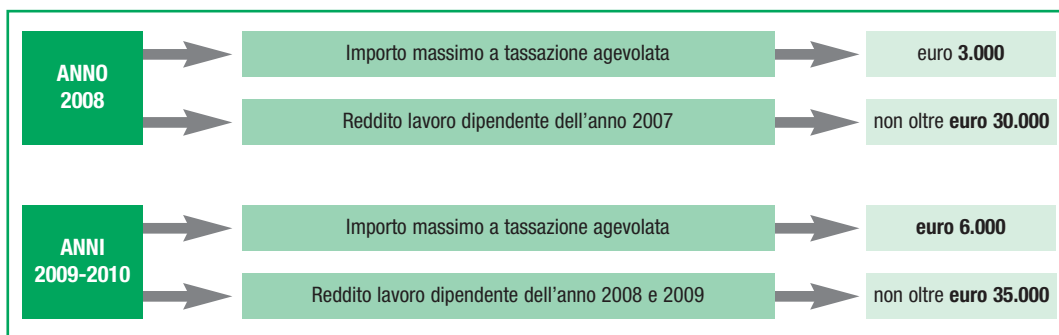 ANNO
2008
Importo massimo a tassazione agevolata
euro 3.000
Reddito lavoro dipendente dell'anno 2007
non oltre euro 30.000
ANNI
2009-2010
Importo massimo a tassazione agevolata
euro 6.000
Reddito lavoro dipendente dell'anno 2008 e 2009
non oltre euro 35.000